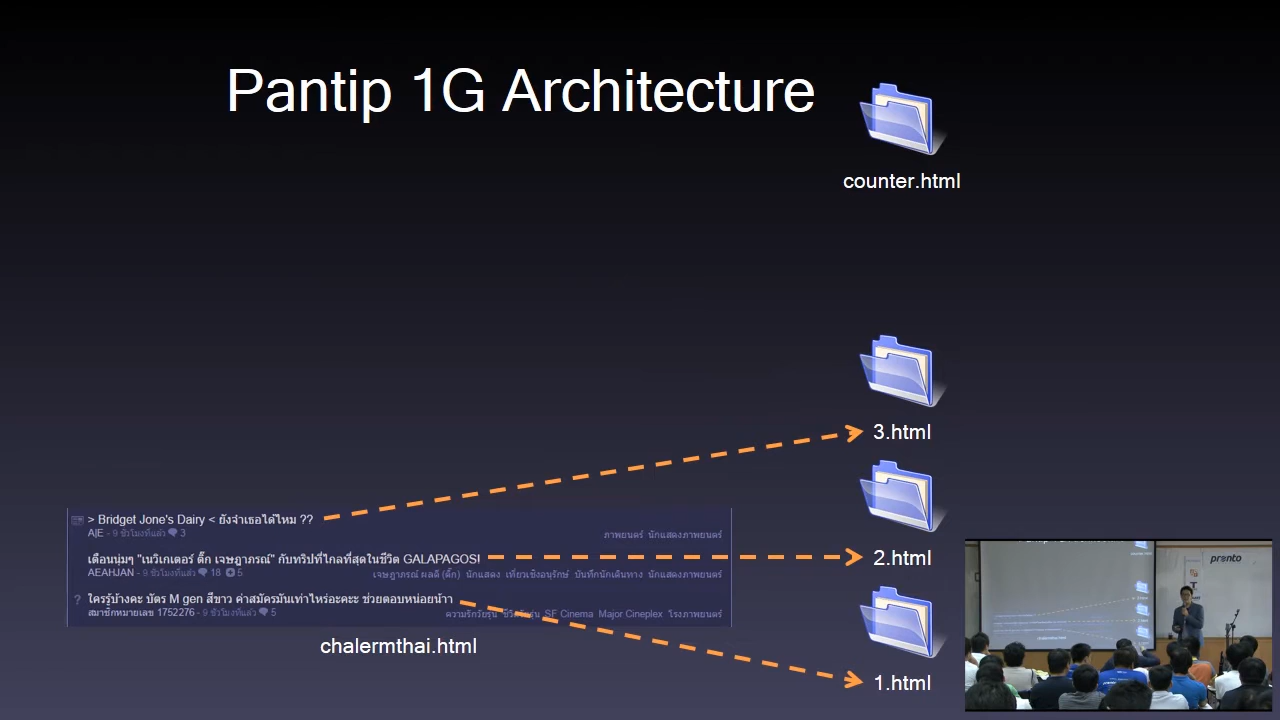 Pantip 1G Architecture
counter.html
3.html
> Bridget Jone's Dairy < ยังจำเธอได้ไหม ??
AJE - 9 ชั่วโมงที่แล้ว 3
ภาพยนตร์ นักแสดงภาพยนตร์
เตือนนุ่มๆ "เนวิเกเตอร์ ติ๊ก เจษฎาภรณ์" กับทริปที่ไกลที่สุดในชีวิต GALAPAGOS!
2.html
AEAHJAN - 9 ชั่วโมงที่แล้ว 18 5
เจษฎาภรณ์ ผลดี (ติ๊ก) นักแสดง เที่ยวเชิงอนุรักษ์ บันทึกนักเดินทาง นักแสดงภาพยนตร์
ใครรู้บ้างคะ บัตร M gen สีขาว ค่าสมัครมันเท่าไหร่อะคะ ช่วยตอบหน่อยน้าา
สมาชิกหมายเลข 1752276 - 9 ชั่วโมงที่แล้ว 5
ความรักวัยรุ่น ชีวิตวัยรุ่น SF Cinema Major Cineplex โรงภาพยนตร์
chalermthai.html
1.html
pronto